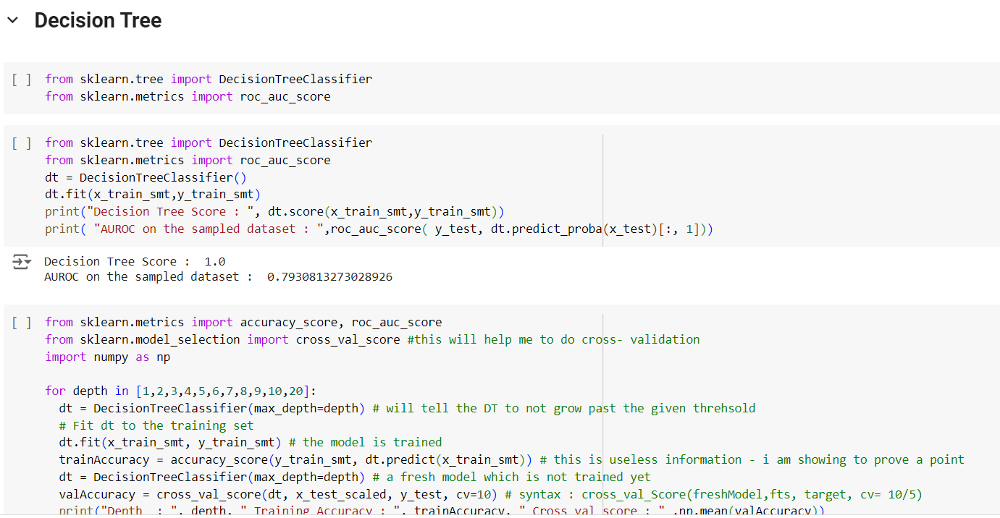 Decision Tree
[ ] from sklearn.tree import DecisionTreeClassifier
from sklearn.metrics import roc_auc_score
[ ] from sklearn.tree import DecisionTreeClassifier
from sklearn.metrics import roc_auc_score
dt = DecisionTreeClassifier()
dt.fit(x_train_smt,y_train_smt)
print("Decision Tree Score : ", dt.score(x_train_smt,y_train_smt))
print( "AUROC on the sampled dataset : ",roc_auc_score( y_test, dt.predict_proba(x_test)[:, 1]))
Decision Tree Score :  1.0
AUROC on the sampled dataset :  0.7930813273028926
[ ] from sklearn.metrics import accuracy_score, roc_auc_score
from sklearn.model_selection import cross_val_score #this will help me to do cross- validation
import numpy as np
for depth in [1,2,3,4,5,6,7,8,9,10,20]:
dt = DecisionTreeClassifier(max_depth=depth) # will tell the DT to not grow past the given threhsold
# Fit dt to the training set
dt.fit(x_train_smt, y_train_smt) # the model is trained
trainAccuracy = accuracy_score(y_train_smt, dt.predict(x_train_smt)) # this is useless information - i am showing to prove a point
dt = DecisionTreeClassifier(max_depth=depth) # a fresh model which is not trained yet
valAccuracy = cross_val_score(dt, x_test_scaled, y_test, cv=10) # syntax : cross_val_Score(freshModel,fts, target, cv= 10/5)
print("Depth  : ", depth, " Training Accuracy : ", trainAccuracy, " Cross val score : " ,np.mean(valAccuracy))